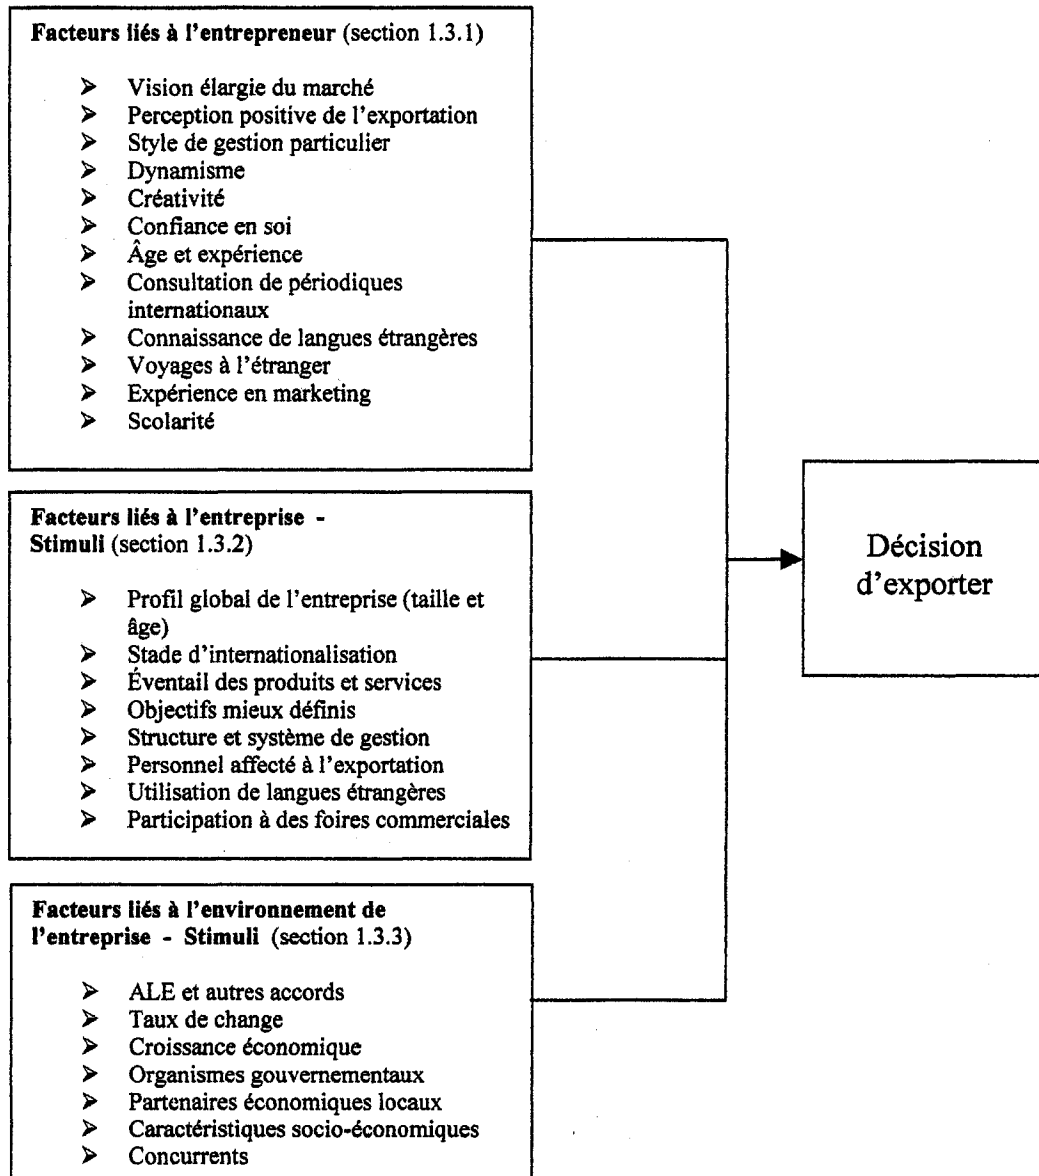 Facteurs liés à l'entrepreneur (section 1.3.1)
➤ Vision élargie du marché
➤ Perception positive de l'exportation
➤ Style de gestion particulier
➤ Dynamisme
➤ Créativité
➤ Confiance en soi
➤ Âge et expérience
➤ Consultation de périodiques
internationaux
➤ Connaissance de langues étrangères
➤ Voyages à l'étranger
➤ Expérience en marketing
➤ Scolarité
Facteurs liés à l'entreprise -
Stimuli (section 1.3.2)
➤ Profil global de l'entreprise (taille et
âge)
➤ Stade d'internationalisation
➤ Éventail des produits et services
➤ Objectifs mieux définis
➤ Structure et système de gestion
➤ Personnel affecté à l'exportation
➤ Utilisation de langues étrangères
➤ Participation à des foires commerciales
Facteurs liés à l'environnement de
l'entreprise - Stimuli (section 1.3.3)
➤ ALE et autres accords
➤ Taux de change
➤ Croissance économique
➤ Organismes gouvernementaux
➤ Partenaires économiques locaux
➤ Caractéristiques socio-économiques
➤ Concurrents
Décision
d'exporter